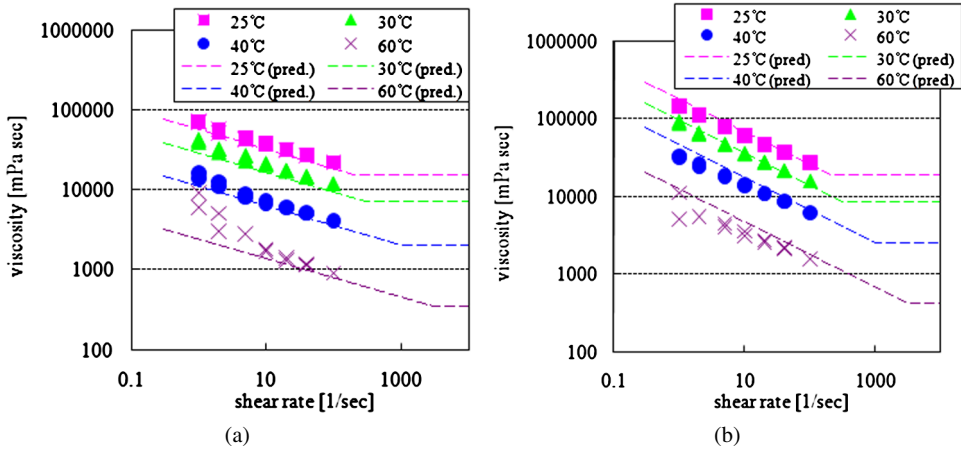 25℃ 30℃
40℃ 60℃
25℃ (pred.) 30℃ (pred.)
40℃ (pred.) 60℃ (pred.)
1000000
100000
10000
1000
100
0.1 10 1000
viscosity [mPa sec]
shear rate [1/sec]
(a)
25℃ 30℃
40℃ 60℃
25℃ (pred) 30℃ (pred)
40℃ (pred) 60℃ (pred)
1000000
100000
10000
1000
100
0.1 10 1000
viscosity [mPa sec]
shear rate [1/sec]
(b)